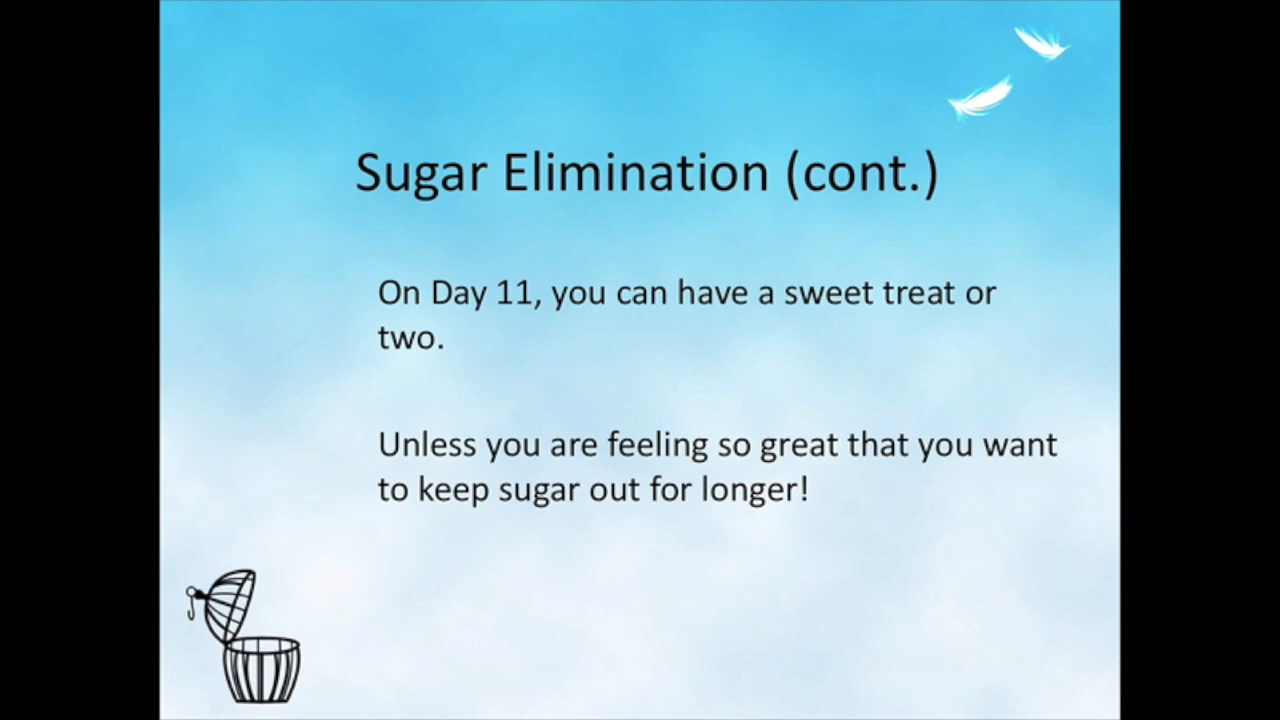 Sugar Elimination (cont.)
On Day 11, you can have a sweet treat or
two.
Unless you are feeling so great that you want
to keep sugar out for longer!